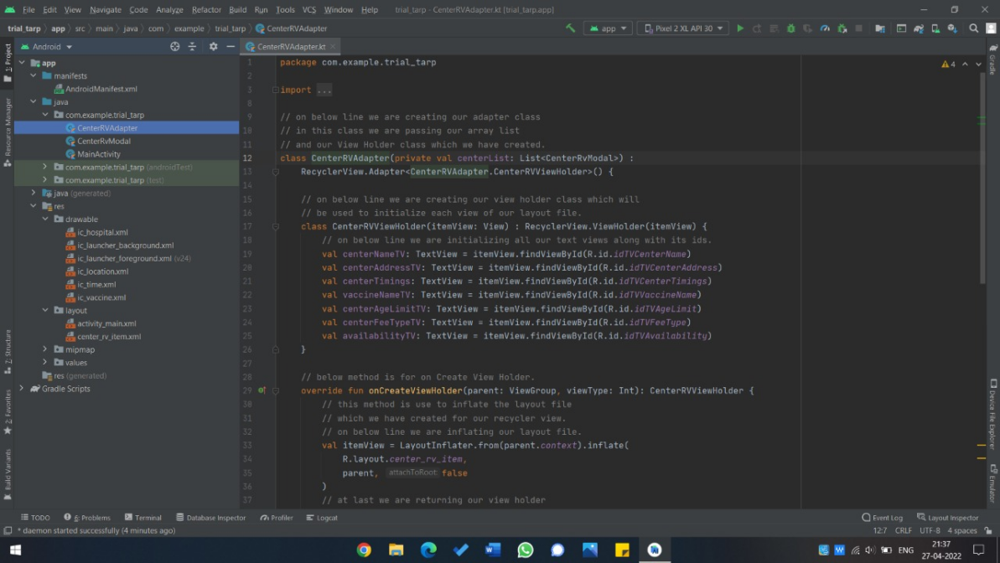 File Edit View Navigate Code Analyze Refactor Build Run Tools VCS Window Help trial_tarp - CenterRVAdapter.kt [trial_tarp.app]
trial_tarp app src main java com example trial_tarp CenterRVAdapter app Pixel 2 XL API 30
Android CenterRVAdapter.kt
1: Project
Resource Manager
Z: Structure
2: Favorites
Build Variants
app
manifests
AndroidManifest.xml
java
com.example.trial_tarp
CenterRVAdapter
CenterRvModal
MainActivity
com.example.trial_tarp (androidTest)
com.example.trial_tarp (test)
java (generated)
res
drawable
ic_hospital.xml
ic_launcher_background.xml
ic_launcher_foreground.xml (v24)
ic_location.xml
ic_time.xml
ic_vaccine.xml
layout
activity_main.xml
center_rv_item.xml
mipmap
values
res (generated)
Gradle Scripts
1 package com.example.trial_tarp
2
3 import ...
8
9 // on below line we are creating our adapter class
10 // in this class we are passing our array list
11 // and our View Holder class which we have created.
12 class CenterRVAdapter(private val centerList: List<CenterRvModal>) :
13 RecyclerView.Adapter<CenterRVAdapter.CenterRVViewHolder>() {
14
15 // on below line we are creating our view holder class which will
16 // be used to initialize each view of our layout file.
17 class CenterRVViewHolder(itemView: View) : RecyclerView.ViewHolder(itemView) {
18 // on below line we are initializing all our text views along with its ids.
19 val centerNameTV: TextView = itemView.findViewById(R.id.idTVCenterName)
20 val centerAddressTV: TextView = itemView.findViewById(R.id.idTVCenterAddress)
21 val centerTimings: TextView = itemView.findViewById(R.id.idTVCenterTimings)
22 val vaccineNameTV: TextView = itemView.findViewById(R.id.idTVVaccineName)
23 val centerAgeLimitTV: TextView = itemView.findViewById(R.id.idTVAgeLimit)
24 val centerFeeTypeTV: TextView = itemView.findViewById(R.id.idTVFeeType)
25 val avalabilityTV: TextView = itemView.findViewById(R.id.idTVAvaliability)
26 }
27
28 // below method is for on Create View Holder.
29 override fun onCreateViewHolder(parent: ViewGroup, viewType: Int): CenterRVViewHolder {
30 // this method is use to inflate the layout file
31 // which we have created for our recycler view.
32 // on below line we are inflating our layout file.
33 val itemView = LayoutInflater.from(parent.context).inflate(
34 R.layout.center_rv_item,
35 parent, attachToRoot: false
36 )
37 // at last we are returning our view holder
4
Gradle
Device File Explorer
Emulator
TODO 6: Problems Terminal Database Inspector Profiler Logcat Event Log Layout Inspector
* daemon started successfully (4 minutes ago) 12:7 CRLF UTF-8 4 spaces
ENG 21:37
27-04-2022